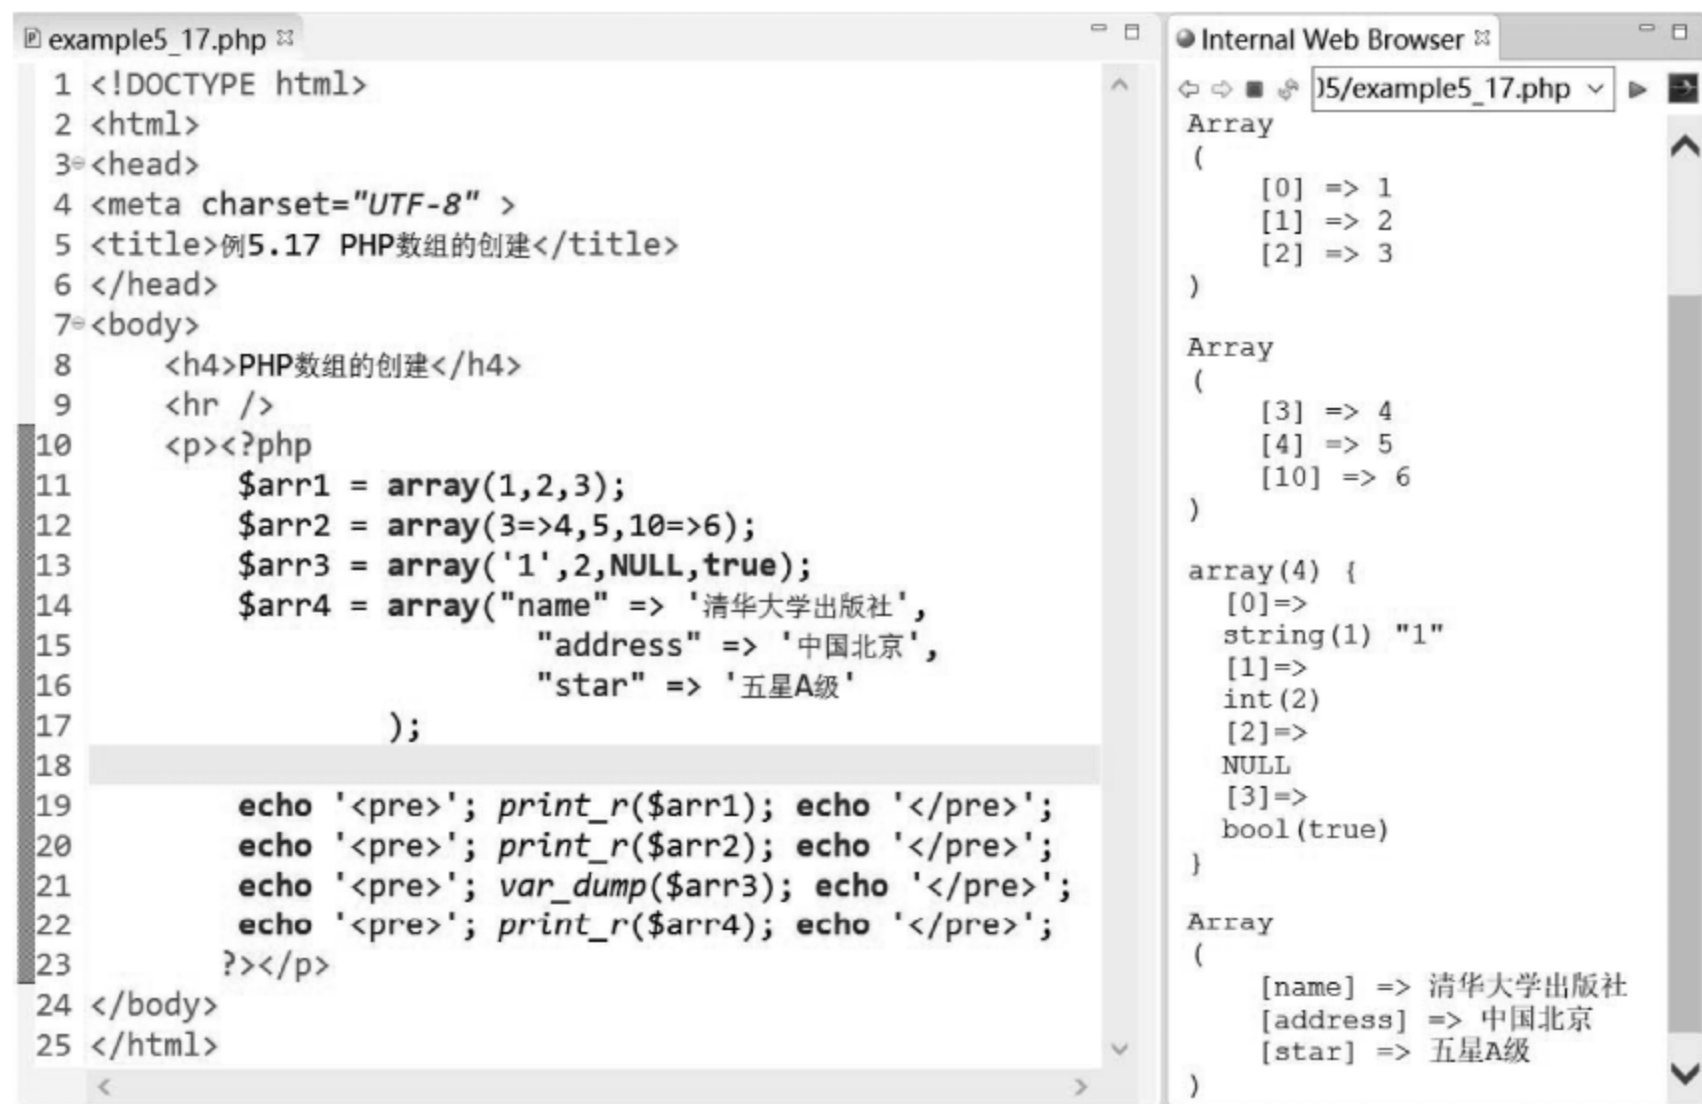 example5_17.php
1 <!DOCTYPE html>
2 <html>
3 <head>
4 <meta charset="UTF-8" >
5 <title>例5.17 PHP数组的创建</title>
6 </head>
7 <body>
8     <h4>PHP数组的创建</h4>
9     <hr />
10     <p><?php
11         $arr1 = array(1,2,3);
12         $arr2 = array(3=>4,5,10=>6);
13         $arr3 = array('1',2,NULL,true);
14         $arr4 = array("name" => '清华大学出版社',
15                         "address" => '中国北京',
16                         "star" => '五星A级'
17                 );
18
19         echo '<pre>'; print_r($arr1); echo '</pre>';
20         echo '<pre>'; print_r($arr2); echo '</pre>';
21         echo '<pre>'; var_dump($arr3); echo '</pre>';
22         echo '<pre>'; print_r($arr4); echo '</pre>';
23        ?></p>
24 </body>
25 </html>
Internal Web Browser
)5/example5_17.php
Array
(
    [0] => 1
    [1] => 2
    [2] => 3
)
Array
(
    [3] => 4
    [4] => 5
    [10] => 6
)
array(4) {
  [0]=>
  string(1) "1"
  [1]=>
  int(2)
  [2]=>
  NULL
  [3]=>
  bool(true)
}
Array
(
    [name] => 清华大学出版社
    [address] => 中国北京
    [star] => 五星A级
)